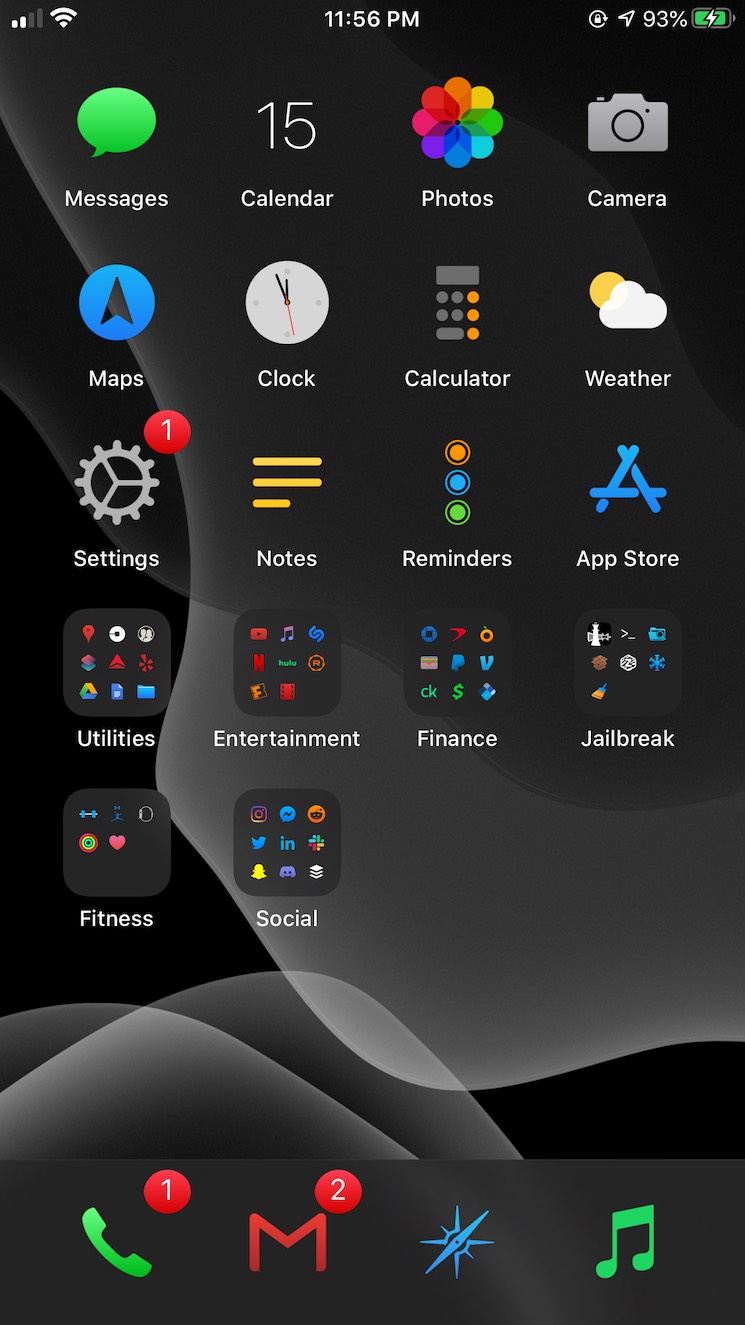 11:56 PM 93%
15
Messages Calendar Photos Camera
Maps Clock Calculator Weather
1
Settings Notes Reminders App Store
hulu
ck $
>_
Utilities Entertainment Finance Jailbreak
in
Fitness Social
1 2